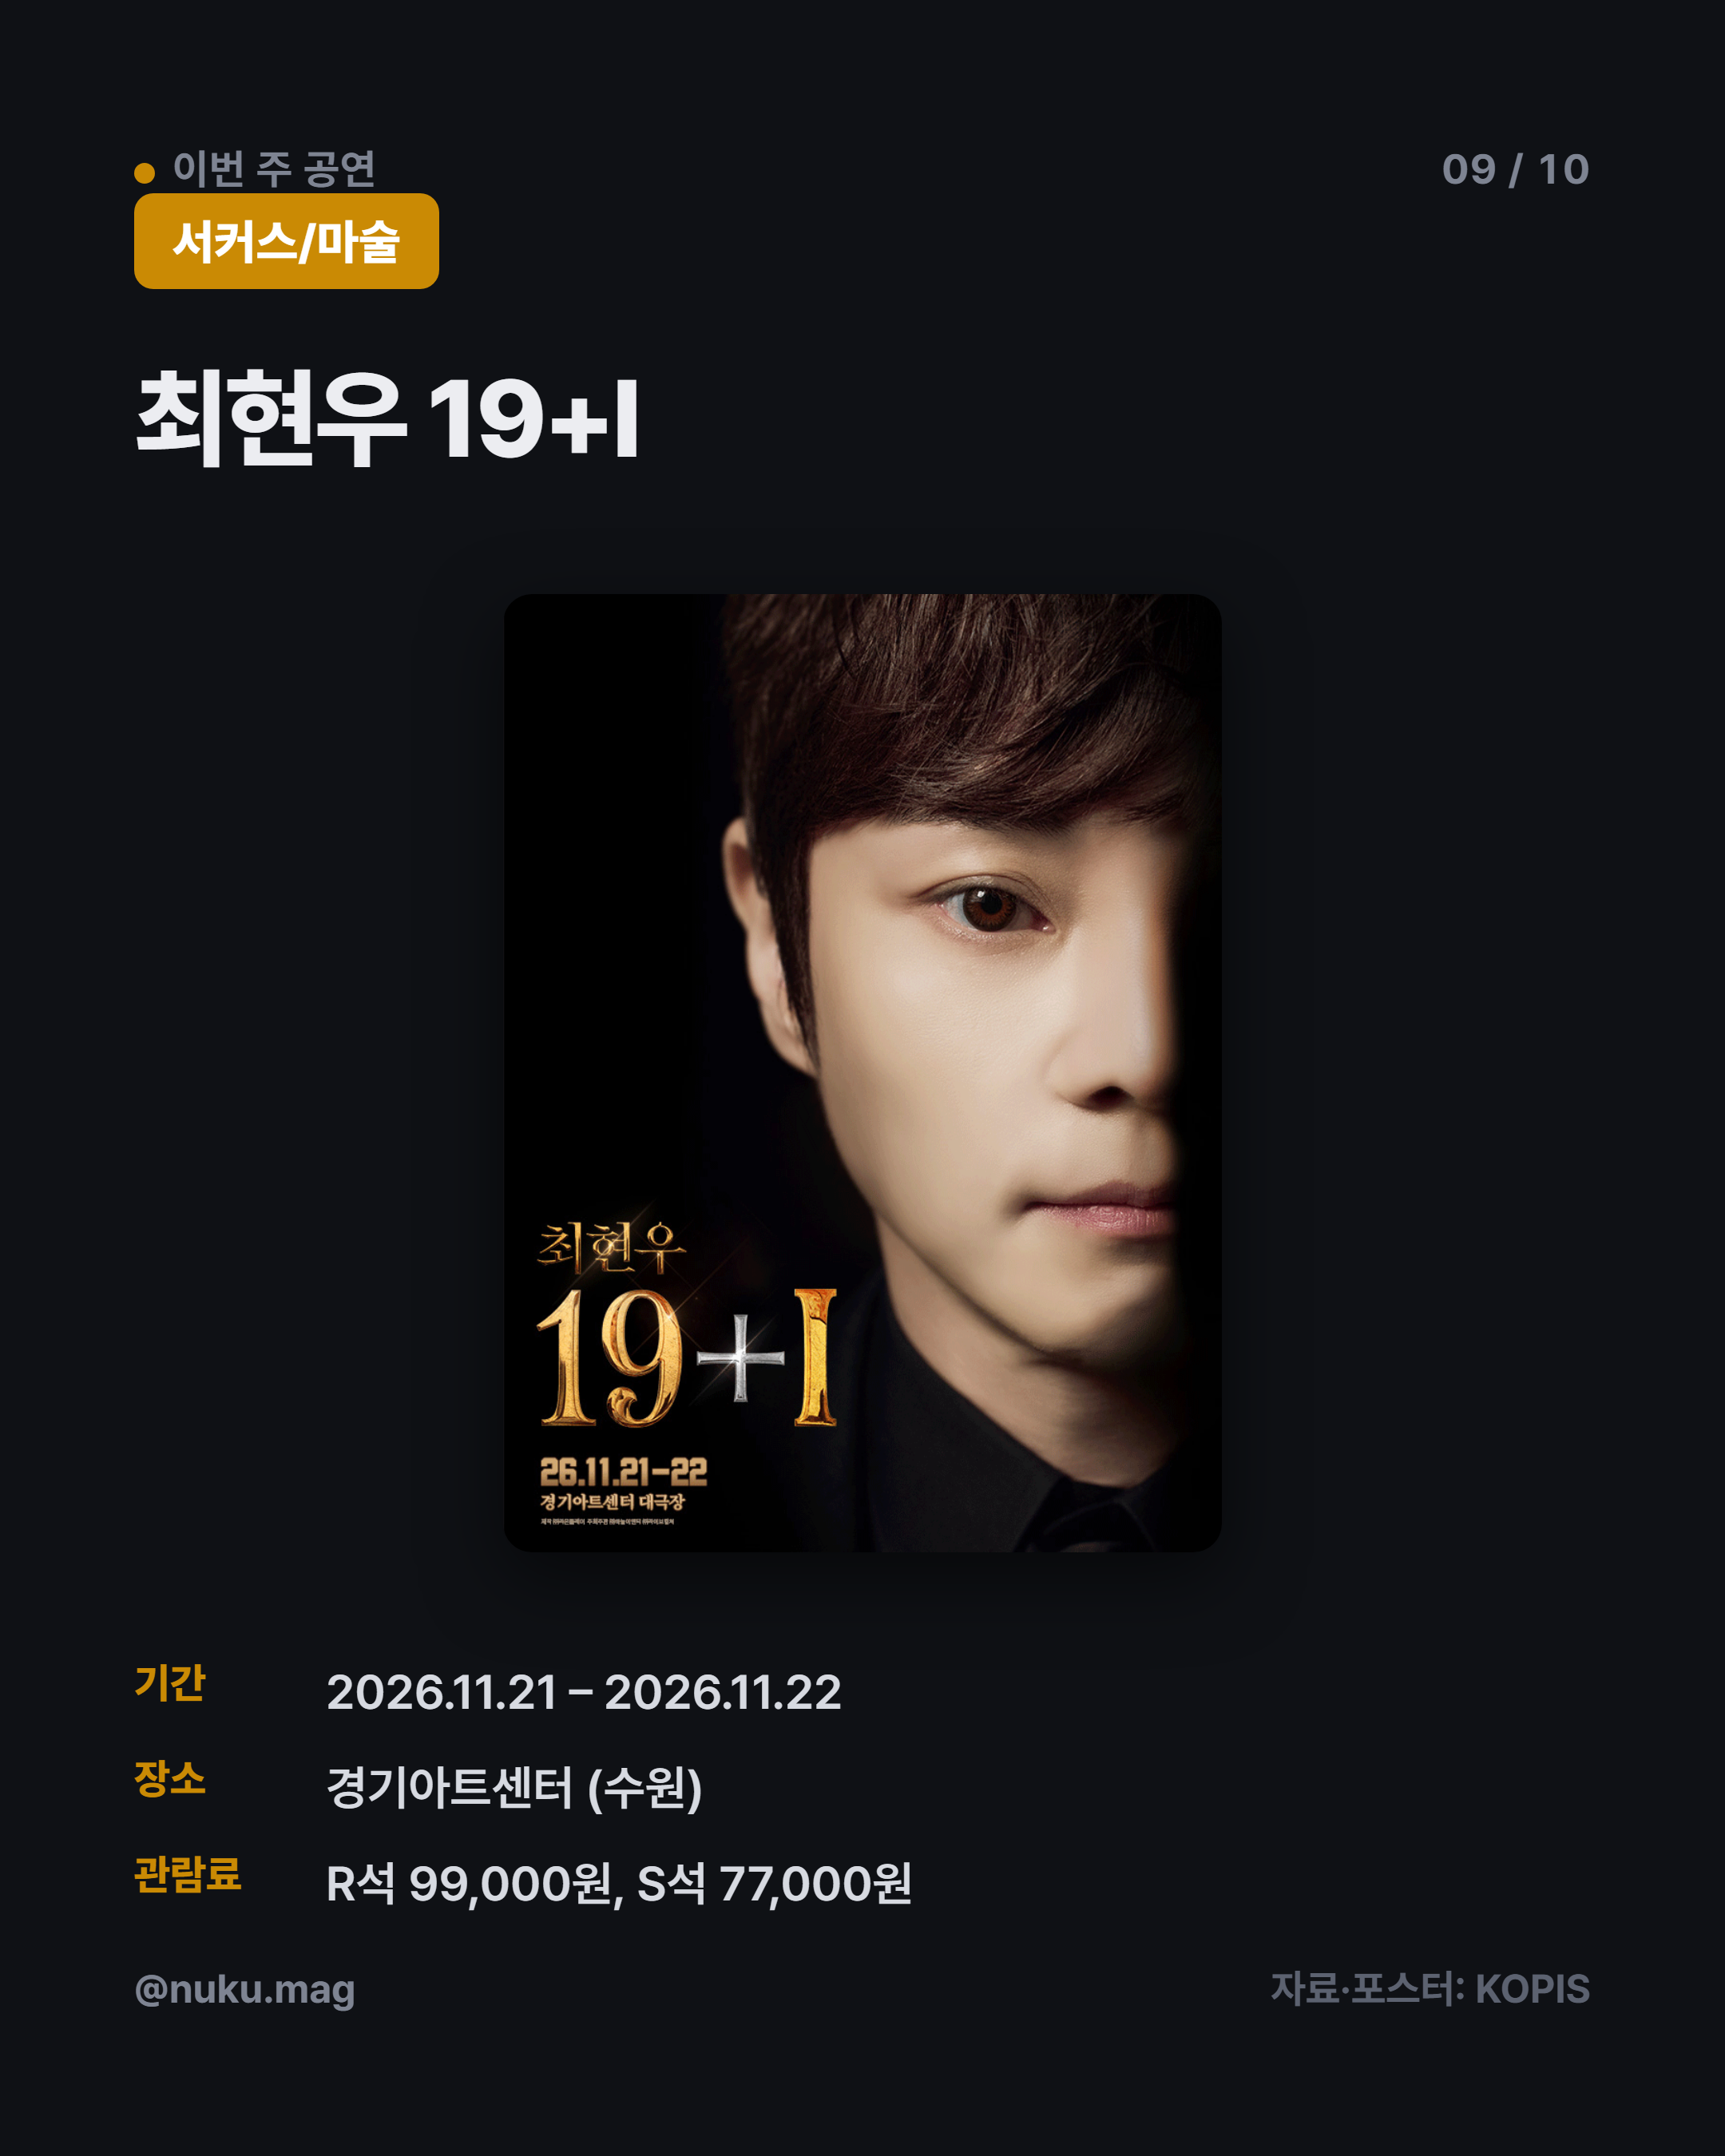 이번 주 공연
09 / 10
서커스/마술
최현우 19+I
최현우
19+I
26.11.21-22
경기아트센터 대극장
기간 2026.11.21 – 2026.11.22
장소 경기아트센터 (수원)
관람료 R석 99,000원, S석 77,000원
@nuku.mag
자료·포스터: KOPIS